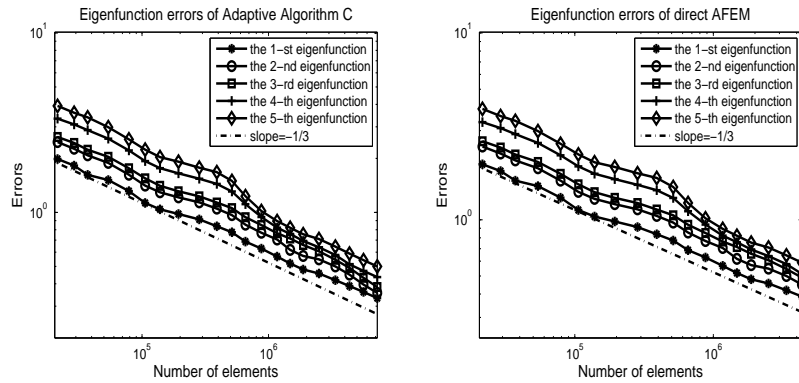 Eigenfunction errors of Adaptive Algorithm C
10^1
10^0
Errors
the 1−st eigenfunction
the 2−nd eigenfunction
the 3−rd eigenfunction
the 4−th eigenfunction
the 5−th eigenfunction
slope=−1/3
10^5
10^6
Number of elements
Eigenfunction errors of direct AFEM
10^1
10^0
Errors
the 1−st eigenfunction
the 2−nd eigenfunction
the 3−rd eigenfunction
the 4−th eigenfunction
the 5−th eigenfunction
slope=−1/3
10^5
10^6
Number of elements